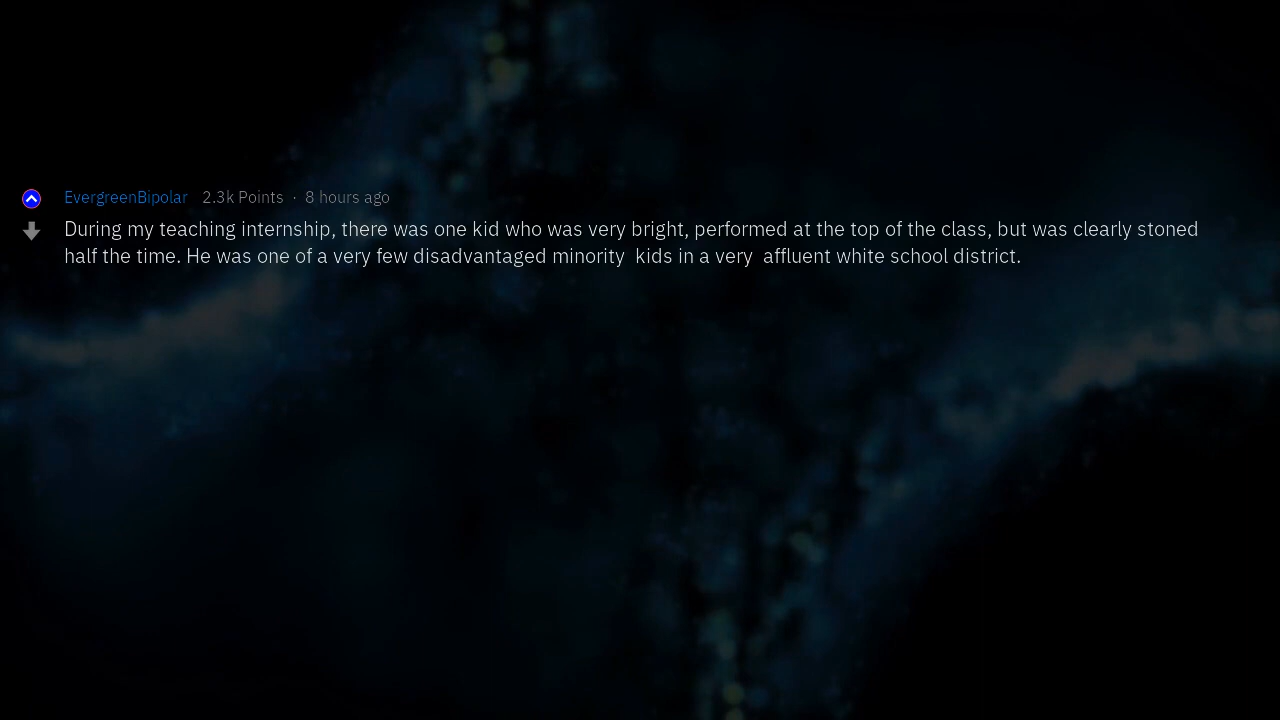 EvergreenBipolar 2.3k Points · 8 hours ago
During my teaching internship, there was one kid who was very bright, performed at the top of the class, but was clearly stoned
half the time. He was one of a very few disadvantaged minority  kids in a very  affluent white school district.